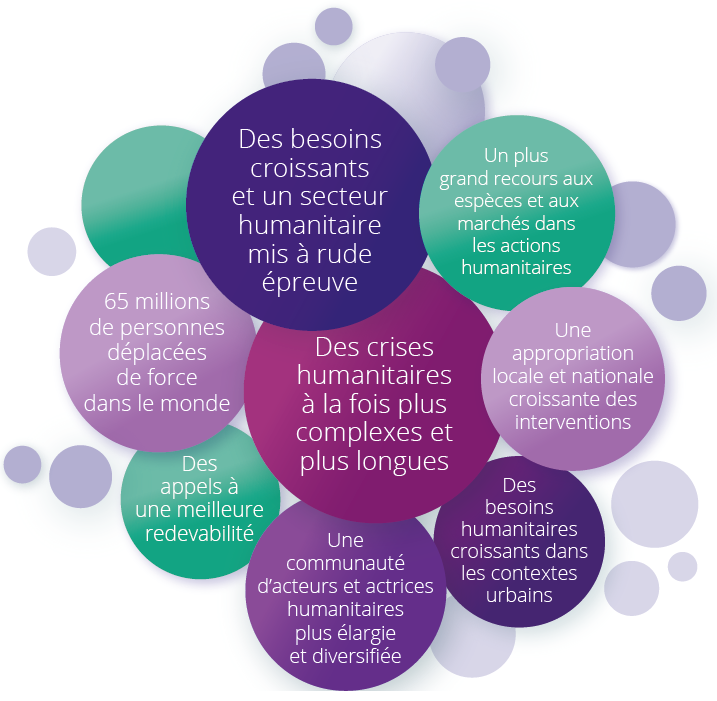 Des besoins
croissants
et un secteur
humanitaire
mis à rude
épreuve
Un plus
grand recours aux
espèces et aux
marchés dans
les actions
humanitaires
65 millions
de personnes
déplacées
de force
dans le monde
Des crises
humanitaires
à la fois plus
complexes et
plus longues
Une
appropriation
locale et nationale
croissante des
interventions
Des
appels à
une meilleure
redevabilité
Une
communauté
d’acteurs et actrices
humanitaires
plus élargie
et diversifiée
Des
besoins
humanitaires
croissants dans
les contextes
urbains